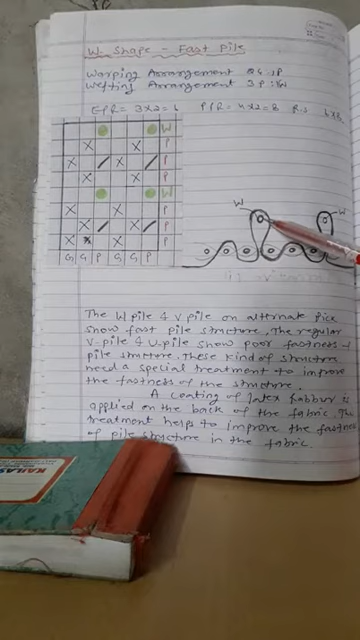 W- Shape - Fast Pile
Warping Arrangement 2G : 1P
Wefting Arrangement 3P : 1W
EPR = 3x2 = 6 PPR = 4x2 = 8
W
P
P
P
W
P
P
P
G G P G G P
W
W
The W pile & V pile on alternate pick
show fast pile structure, The regular
V-pile & U-pile show poor fastness
pile structure. These kind of structure
need a special treatment to improve
the fastness of the structure.
A coating of latex Rabbur is
applied on the back of the fabric. This
treatment helps to improve the fastness
of pile structure in the fabric.